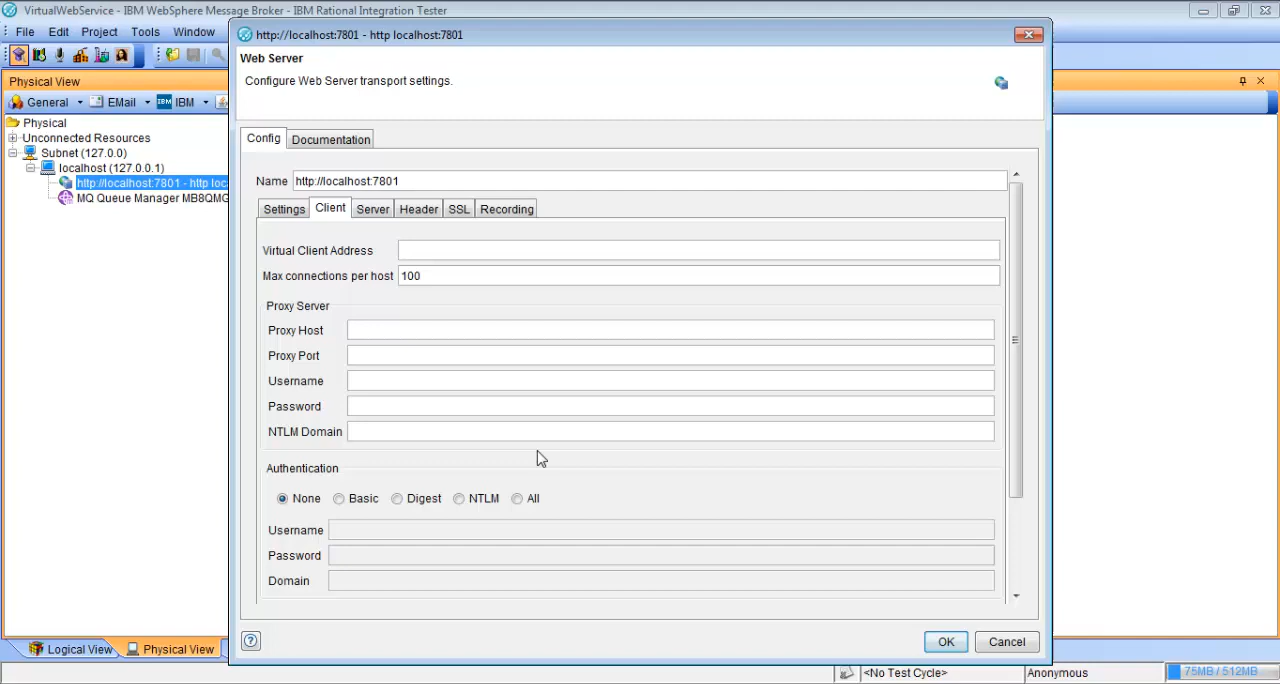 VirtualWebService - IBM WebSphere Message Broker - IBM Rational Integration Tester
File Edit Project Tools Window
http://localhost:7801 - http localhost:7801
Web Server
Configure Web Server transport settings.
Physical View
General EMail IBM IBM
Physical
Unconnected Resources
Subnet (127.0.0)
localhost (127.0.0.1)
http://localhost:7801 - http loc
MQ Queue Manager MB8QMG
Config Documentation
Name http://localhost:7801
Settings Client Server Header SSL Recording
Virtual Client Address
Max connections per host 100
Proxy Server
Proxy Host
Proxy Port
Username
Password
NTLM Domain
Authentication
None Basic Digest NTLM All
Username
Password
Domain
OK Cancel
Logical View Physical View
<No Test Cycle> Anonymous 75MB / 512MB